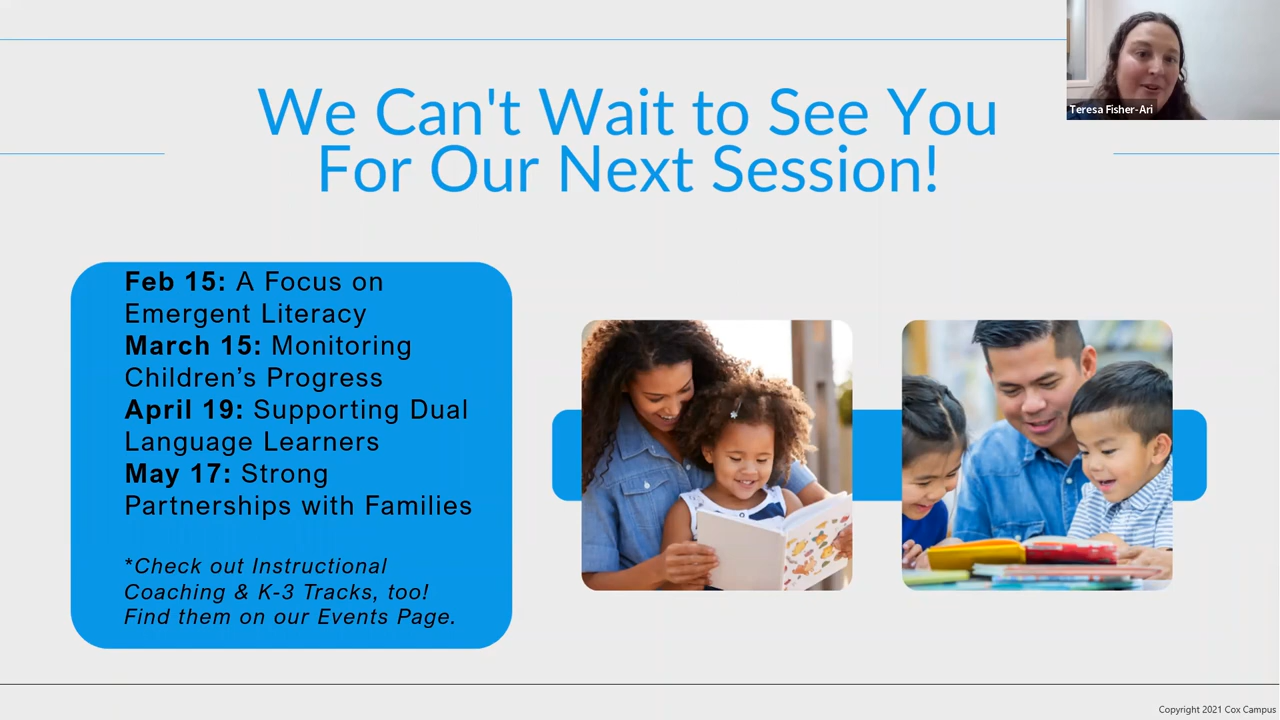 Teresa Fisher-Ari
We Can't Wait to See You
For Our Next Session!
Feb 15: A Focus on
Emergent Literacy
March 15: Monitoring
Children’s Progress
April 19: Supporting Dual
Language Learners
May 17: Strong
Partnerships with Families
*Check out Instructional
Coaching & K-3 Tracks, too!
Find them on our Events Page.
Copyright 2021 Cox Campus